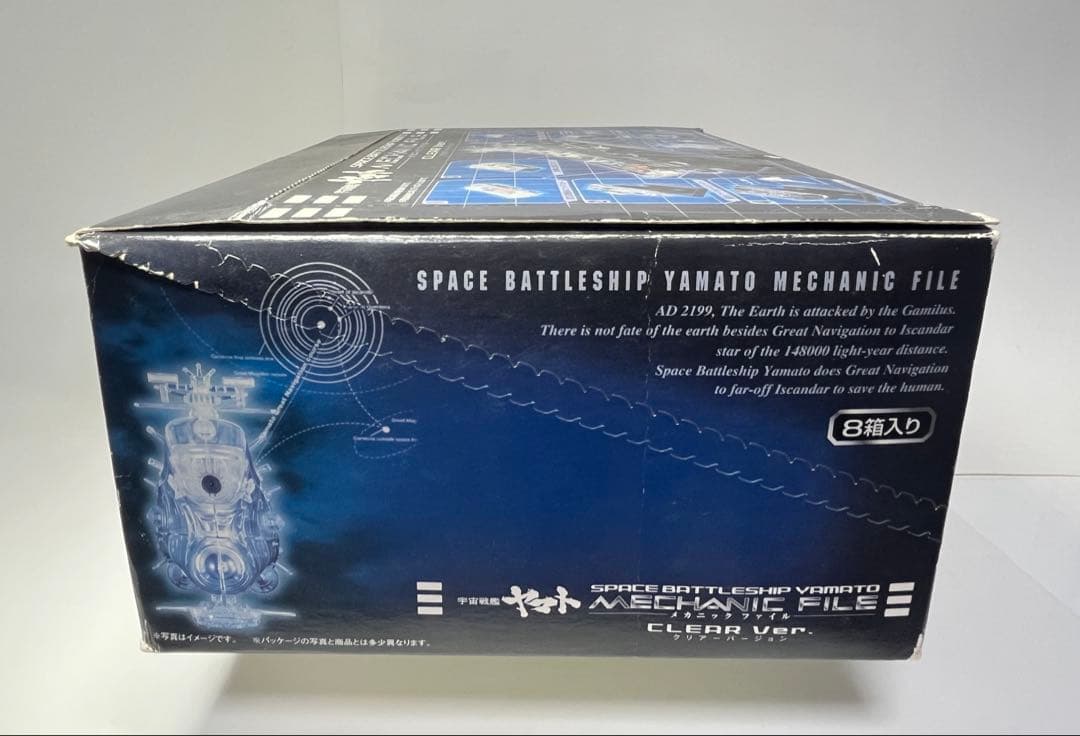 SPACE BATTLESHIP YAMATO MECHANIC FILE
AD 2199, The Earth is attacked by the Gamilus.
There is not fate of the earth besides Great Navigation to Iscandar
star of the 148000 light-year distance.
Space Battleship Yamato does Great Navigation
to far-off Iscandar to save the human.
8箱入り
Great Navigation
宇宙戦艦 ヤマト SPACE BATTLESHIP YAMATO
MECHANIC FILE
メカニック ファイル
CLEAR Ver.
クリアーバージョン
※写真はイメージです。 ※パッケージの写真と商品とは多少異なります。